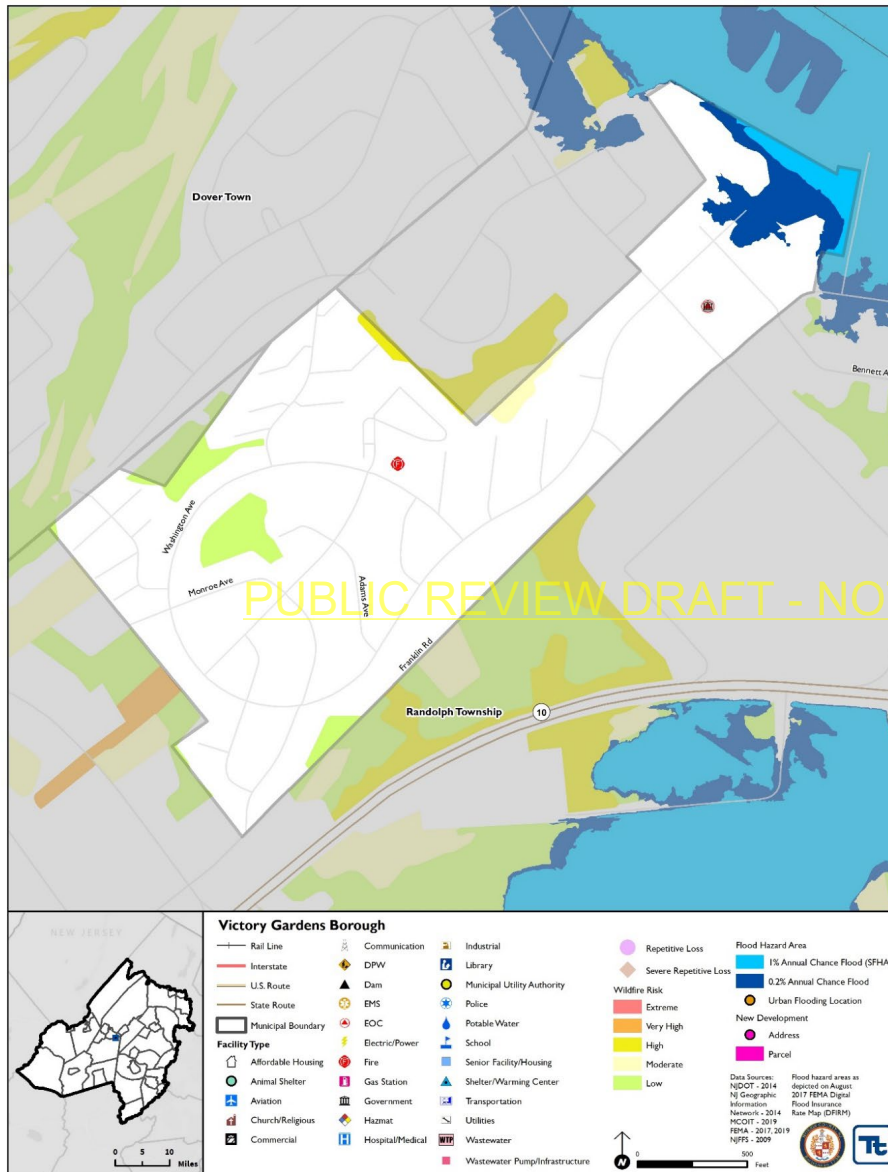 Dover Town
Bennett A
Washington Ave
Monroe Ave
Adams Ave
PUBLIC REVIEW DRAFT - NO
Franklin Rd
Randolph Township
10
NEW JERSEY
0 5 10
Miles
Victory Gardens Borough
Rail Line
Interstate
U.S. Route
State Route
Municipal Boundary
Facility Type
Affordable Housing
Animal Shelter
Aviation
Church/Religious
Commercial
Communication
DPW
Dam
EMS
EOC
Electric/Power
Fire
Gas Station
Government
Hazmat
Hospital/Medical
Industrial
Library
Municipal Utility Authority
Police
Potable Water
School
Senior Facility/Housing
Shelter/Warming Center
Transportation
Utilities
WTP Wastewater
Wastewater Pump/Infrastructure
Repetitive Loss
Severe Repetitive Loss
Wildfire Risk
Extreme
Very High
High
Moderate
Low
Flood Hazard Area
1% Annual Chance Flood (SFHA
0.2% Annual Chance Flood
Urban Flooding Location
New Development
Address
Parcel
Data Sources:
NJDOT - 2014
NJ Geographic
Information
Network - 2014
MCOIT - 2019
FEMA - 2017, 2019
NJFFS - 2009
Flood hazard areas as
depicted on August
2017 FEMA Digital
Flood Insurance
Rate Map (DFIRM)
N
0 500
Feet
Tt